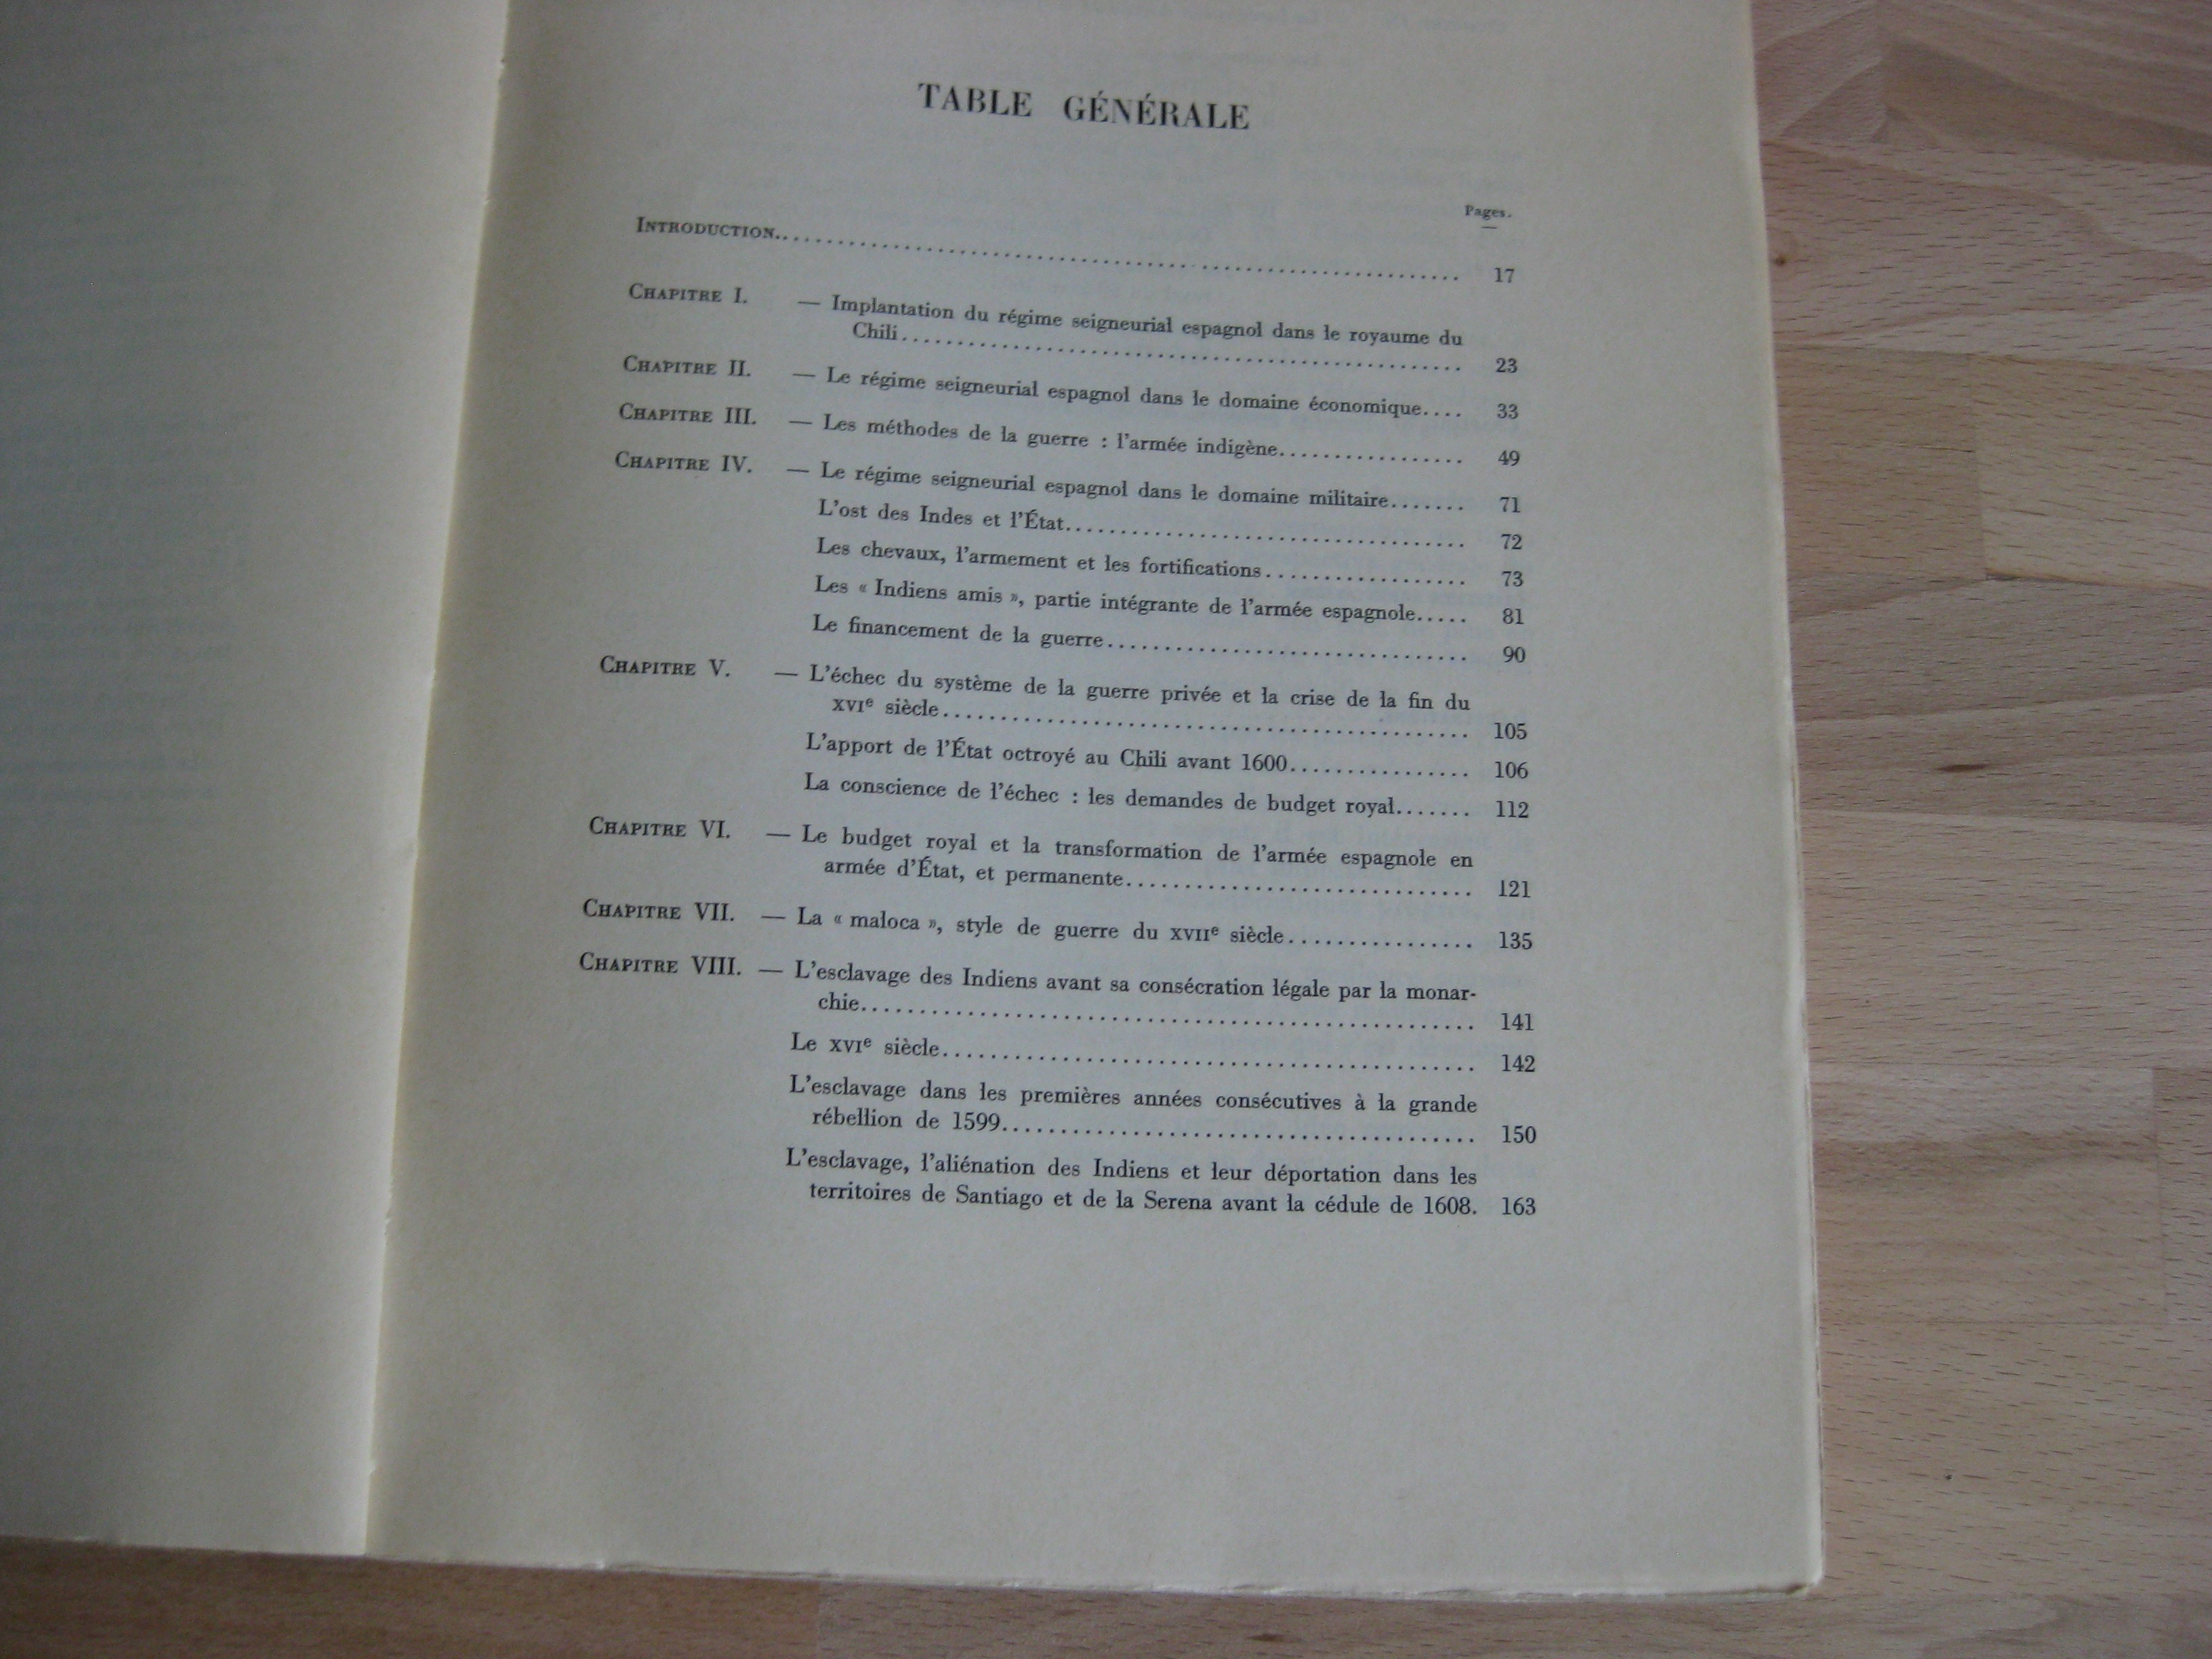 TABLE GÉNÉRALE
Pages.
INTRODUCTION.......... 17
CHAPITRE I. — Implantation du régime seigneurial espagnol dans le royaume du
Chili.......... 23
CHAPITRE II. — Le régime seigneurial espagnol dans le domaine économique.... 33
CHAPITRE III. — Les méthodes de la guerre : l'armée indigène.......... 49
CHAPITRE IV. — Le régime seigneurial espagnol dans le domaine militaire....... 71
L'ost des Indes et l'État.......... 72
Les chevaux, l'armement et les fortifications.......... 73
Les « Indiens amis », partie intégrante de l'armée espagnole..... 81
Le financement de la guerre.......... 90
CHAPITRE V. — L'échec du système de la guerre privée et la crise de la fin du
XVIe siècle.......... 105
L'apport de l'État octroyé au Chili avant 1600.......... 106
La conscience de l'échec : les demandes de budget royal....... 112
CHAPITRE VI. — Le budget royal et la transformation de l'armée espagnole en
armée d'État, et permanente.......... 121
CHAPITRE VII. — La « maloca », style de guerre du XVIIe siècle.......... 135
CHAPITRE VIII. — L'esclavage des Indiens avant sa consécration légale par la monar-
chie.......... 141
Le XVIe siècle.......... 142
L'esclavage dans les premières années consécutives à la grande
rébellion de 1599.......... 150
L'esclavage, l'aliénation des Indiens et leur déportation dans les
territoires de Santiago et de la Serena avant la cédule de 1608. 163